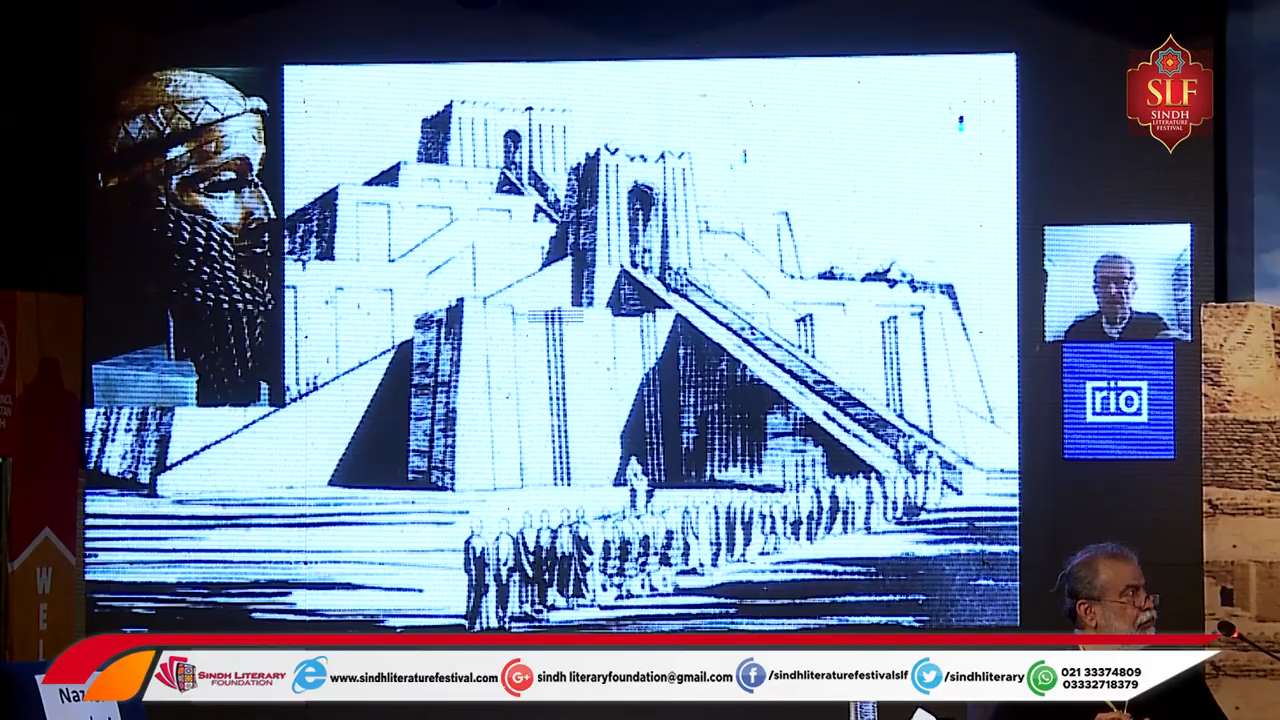 SLF
SINDH
LITERATURE
FESTIVAL
rio
WEL
SINDH LITERARY
FOUNDATION
www.sindhliteraturefestival.com
sindh literaryfoundation@gmail.com
/sindhliteraturefestivalslf
/sindhliterary
021 33374809
03332718379